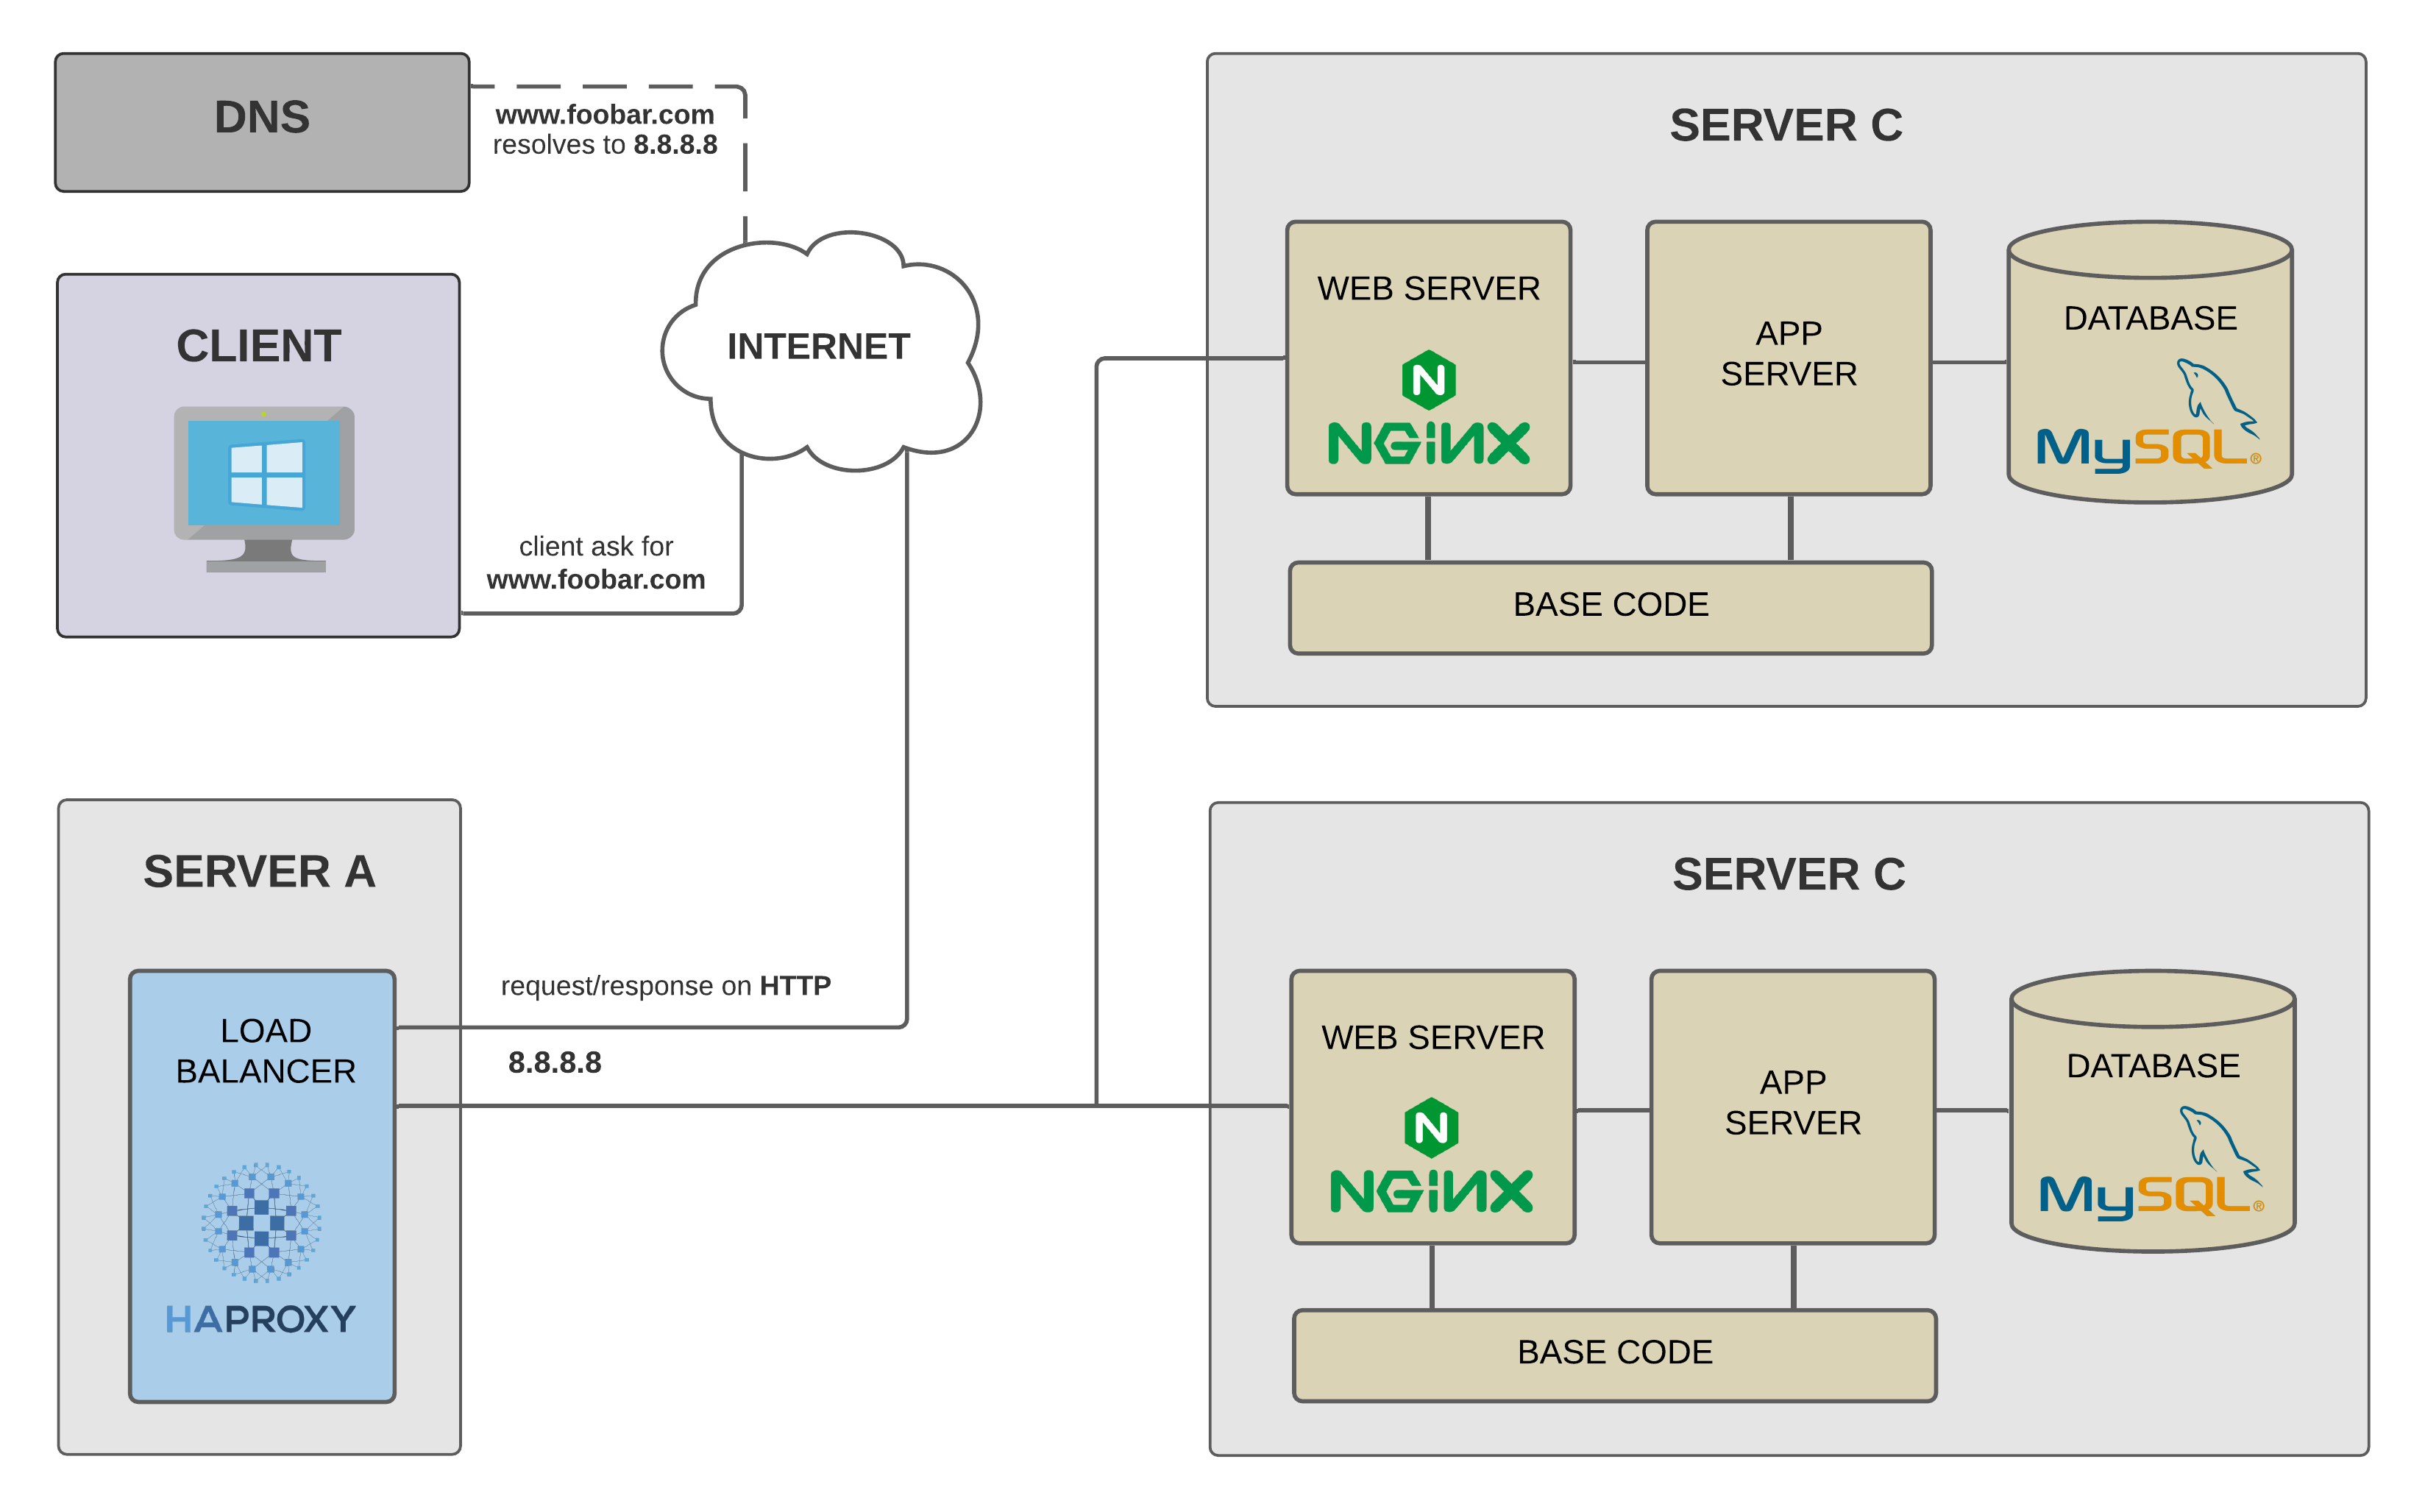 DNS
www.foobar.com
resolves to 8.8.8.8
CLIENT
INTERNET
client ask for
www.foobar.com
SERVER C
WEB SERVER
NGINX
APP
SERVER
DATABASE
MySQL®
BASE CODE
SERVER A
LOAD
BALANCER
HAPROXY
request/response on HTTP
8.8.8.8
SERVER C
WEB SERVER
NGINX
APP
SERVER
DATABASE
MySQL®
BASE CODE